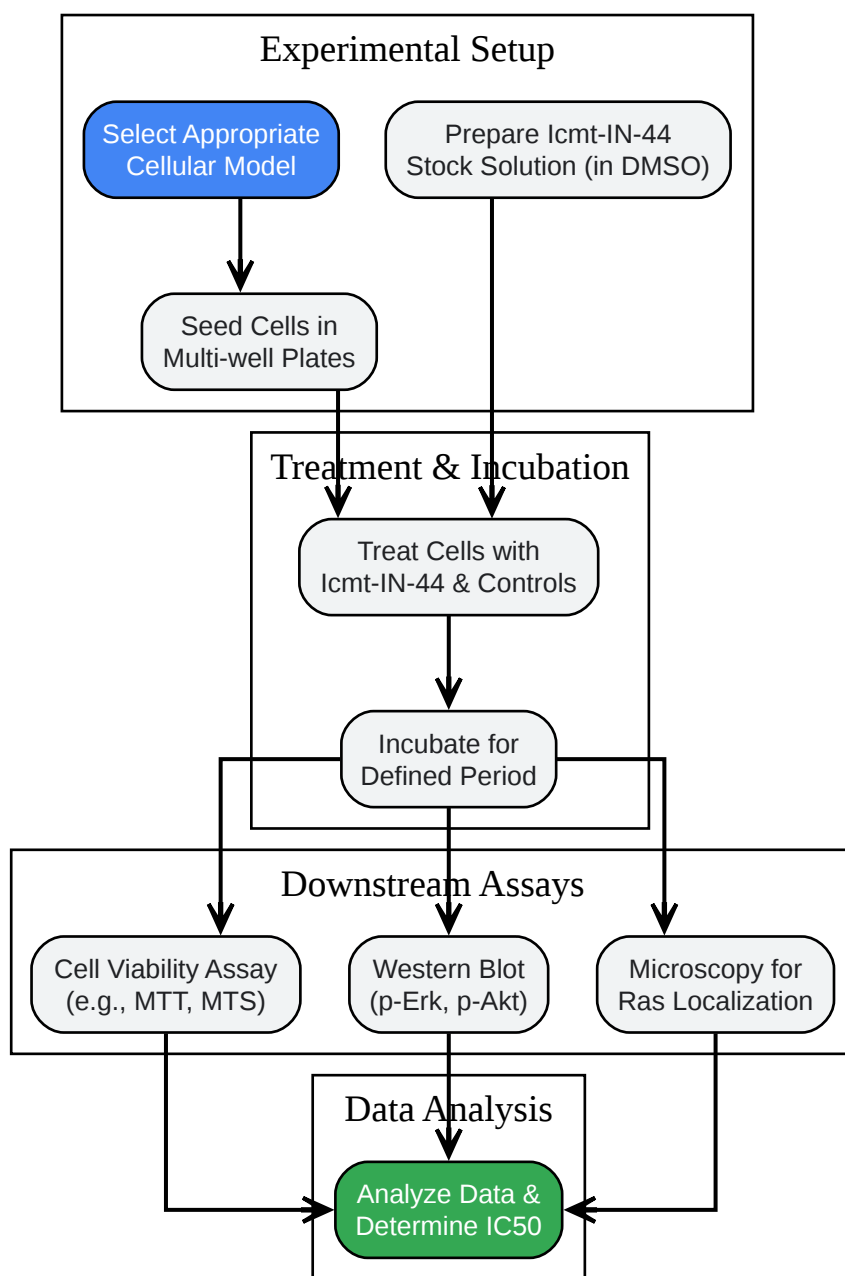 Experimental Setup
Select Appropriate
Cellular Model
Prepare Icmt-IN-44
Stock Solution (in DMSO)
Seed Cells in
Multi-well Plates
Treatment & Incubation
Treat Cells with
Icmt-IN-44 & Controls
Incubate for
Defined Period
Downstream Assays
Cell Viability Assay
(e.g., MTT, MTS)
Western Blot
(p-Erk, p-Akt)
Microscopy for
Ras Localization
Data Analysis
Analyze Data &
Determine IC50